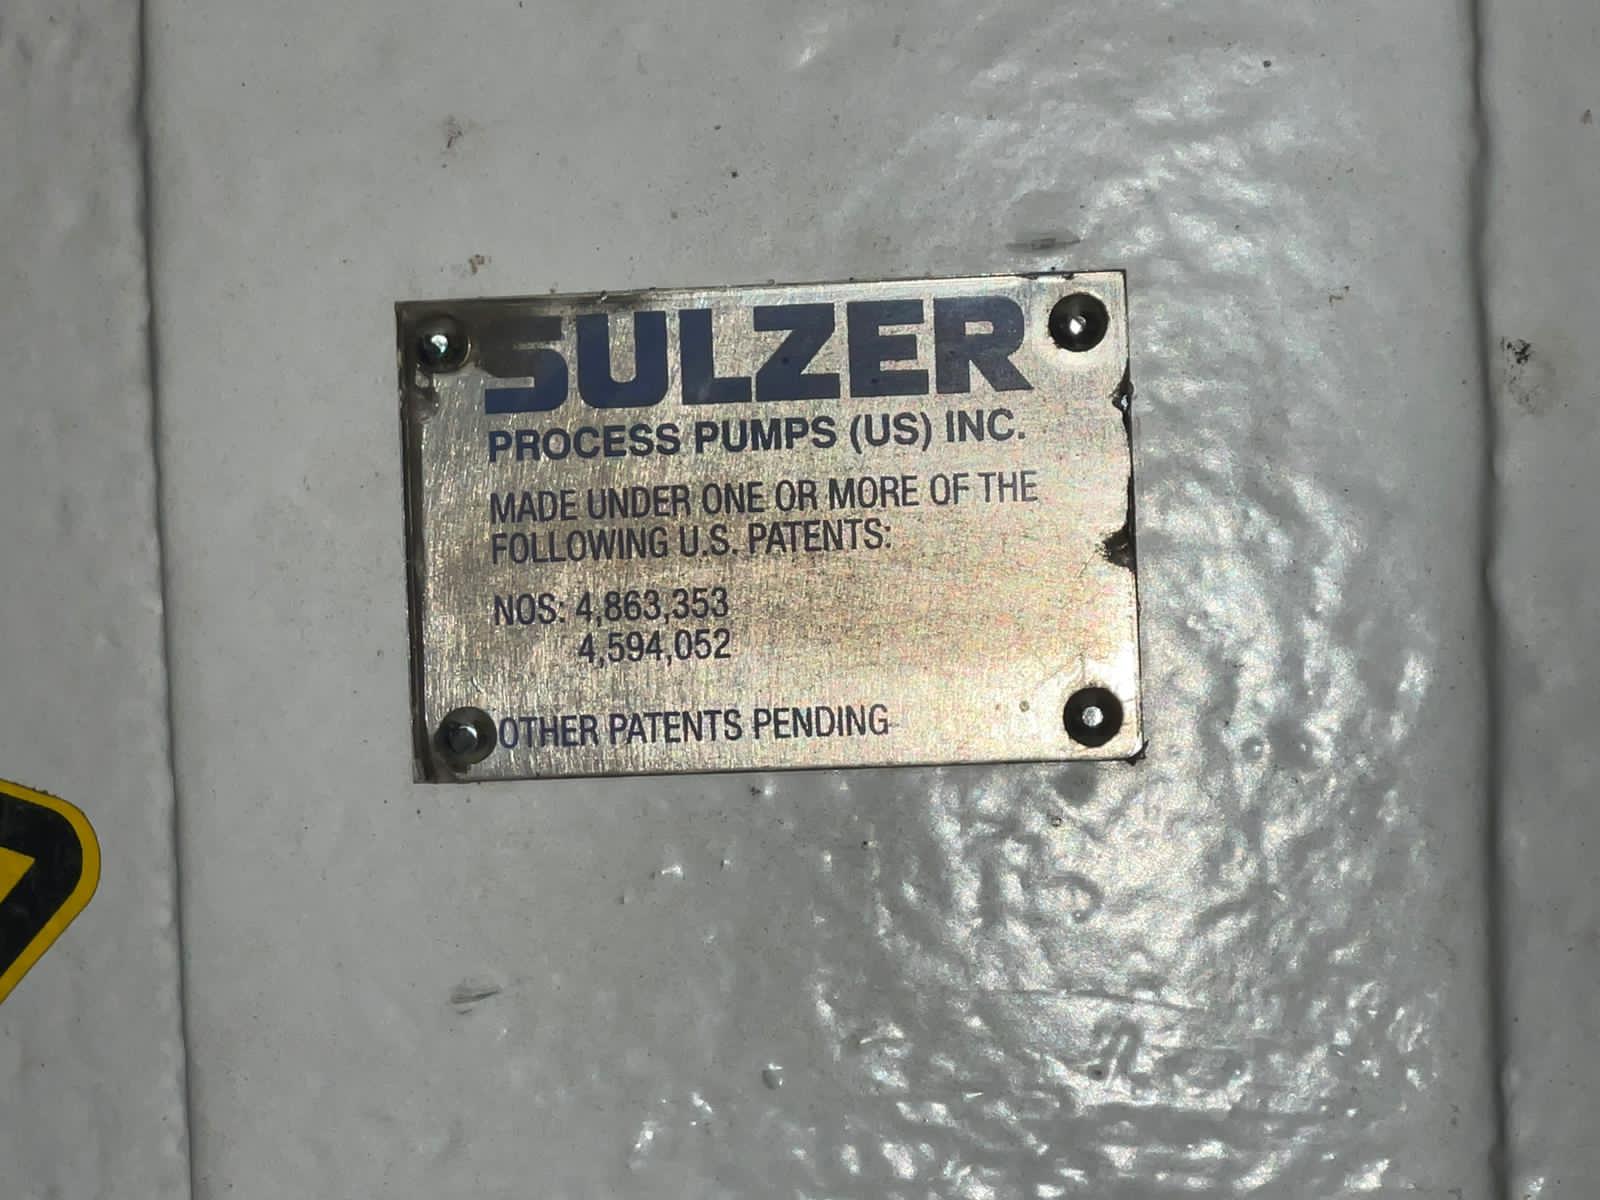 SULZER
PROCESS PUMPS (US) INC.
MADE UNDER ONE OR MORE OF THE
FOLLOWING U.S. PATENTS:
NOS: 4,863,353
4,594,052
OTHER PATENTS PENDING